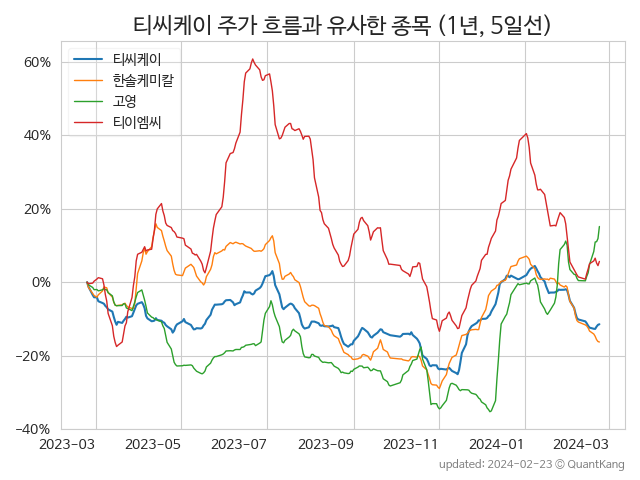 티씨케이 주가 흐름과 유사한 종목 (1년, 5일선)
티씨케이
한솔케미칼
고영
티이엠씨
60%
40%
20%
0%
−20%
−40%
2023-03 2023-05 2023-07 2023-09 2023-11 2024-01 2024-03
updated: 2024-02-23 © QuantKang